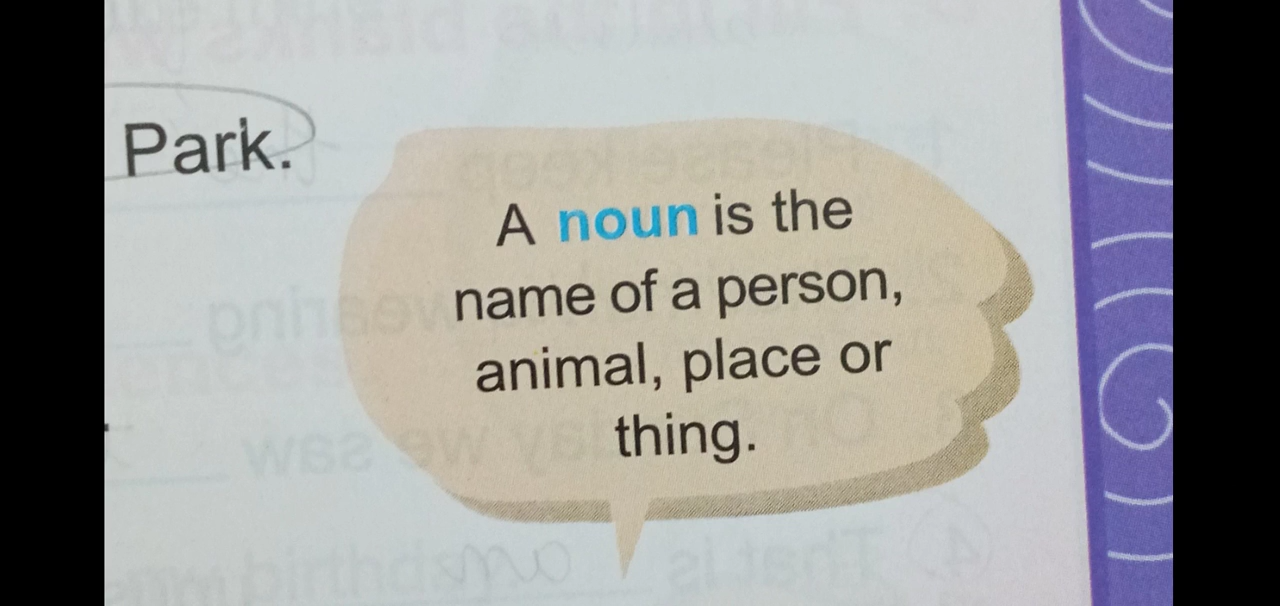 Park.
A noun is the
name of a person,
animal, place or
thing.